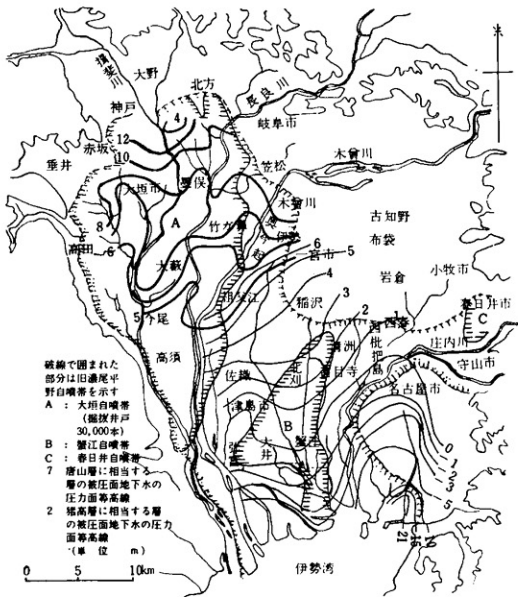 揖斐川
大野
北方
長良川
神戸
4
岐阜市
赤坂
12
垂井
10
笠松
木曽川
大垣市
墨俣
木曽川
A
竹が鼻
古知野
8
伊勢
布袋
高田
6
6
一宮市
5
大薮
岩倉
小牧市
4
祖父江
3
稲沢
2
1
春日井市
5
今尾
西春
C
清洲
枇杷島
庄内川
高須
守山市
佐織
名古屋市
津島市
B
蟹江
大井
弥富
0
5
21
伊勢湾
破線で囲まれた
部分は旧濃尾平
野自噴帯を示す
A : 大垣自噴帯
(掘抜井戸
30,000本)
B : 蟹江自噴帯
C : 春日井自噴帯
7 唐山層に相当する
層の被圧面地下水の
圧力面等高線
2 猪高層に相当する層
の被圧面地下水の圧力
面等高線
(単位 m)
0 5 10km